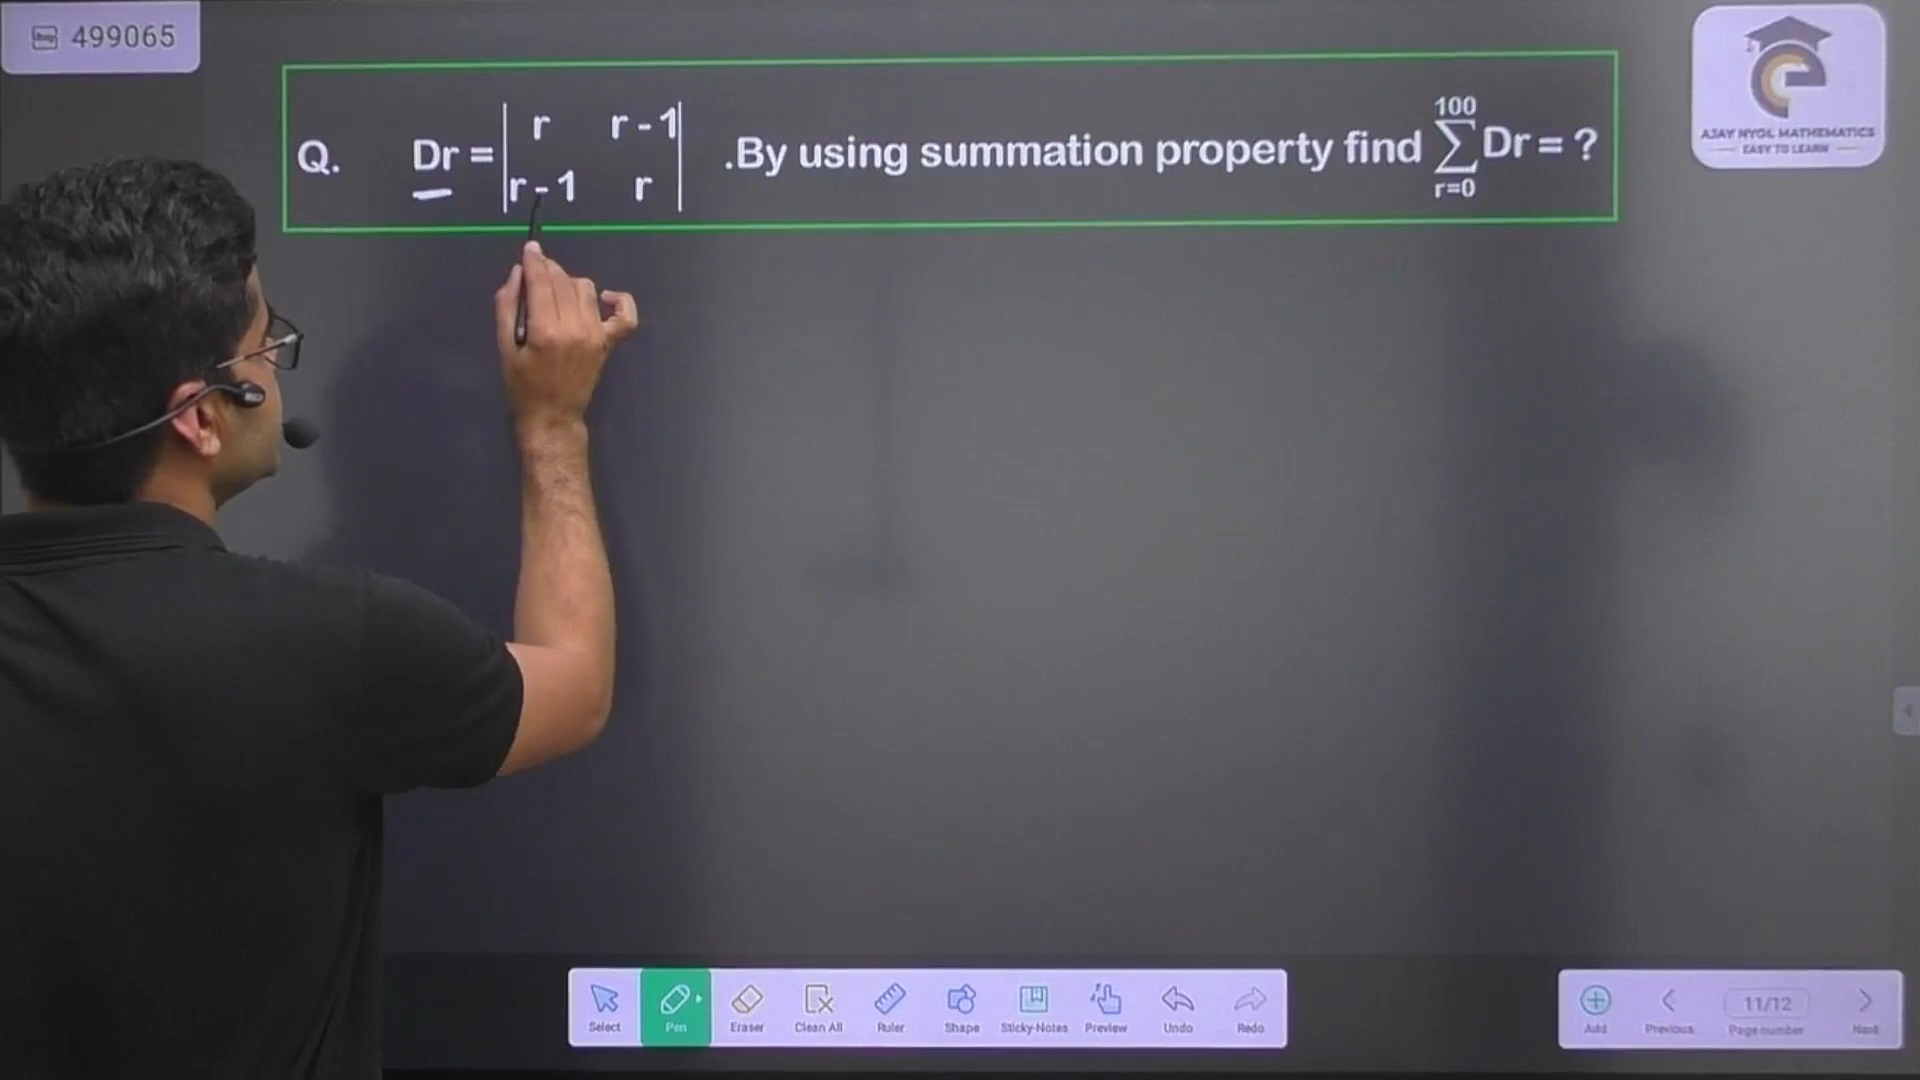 499065
Q. Dr = | r r - 1 |
| r - 1 r |
.By using summation property find
100
∑ Dr = ?
r=0
AJAY NYOL MATHEMATICS
EASY TO LEARN
Select Pen Eraser Clean All Ruler Shape Sticky-Notes Preview Undo Redo
11/12
Add Previous Page number Next